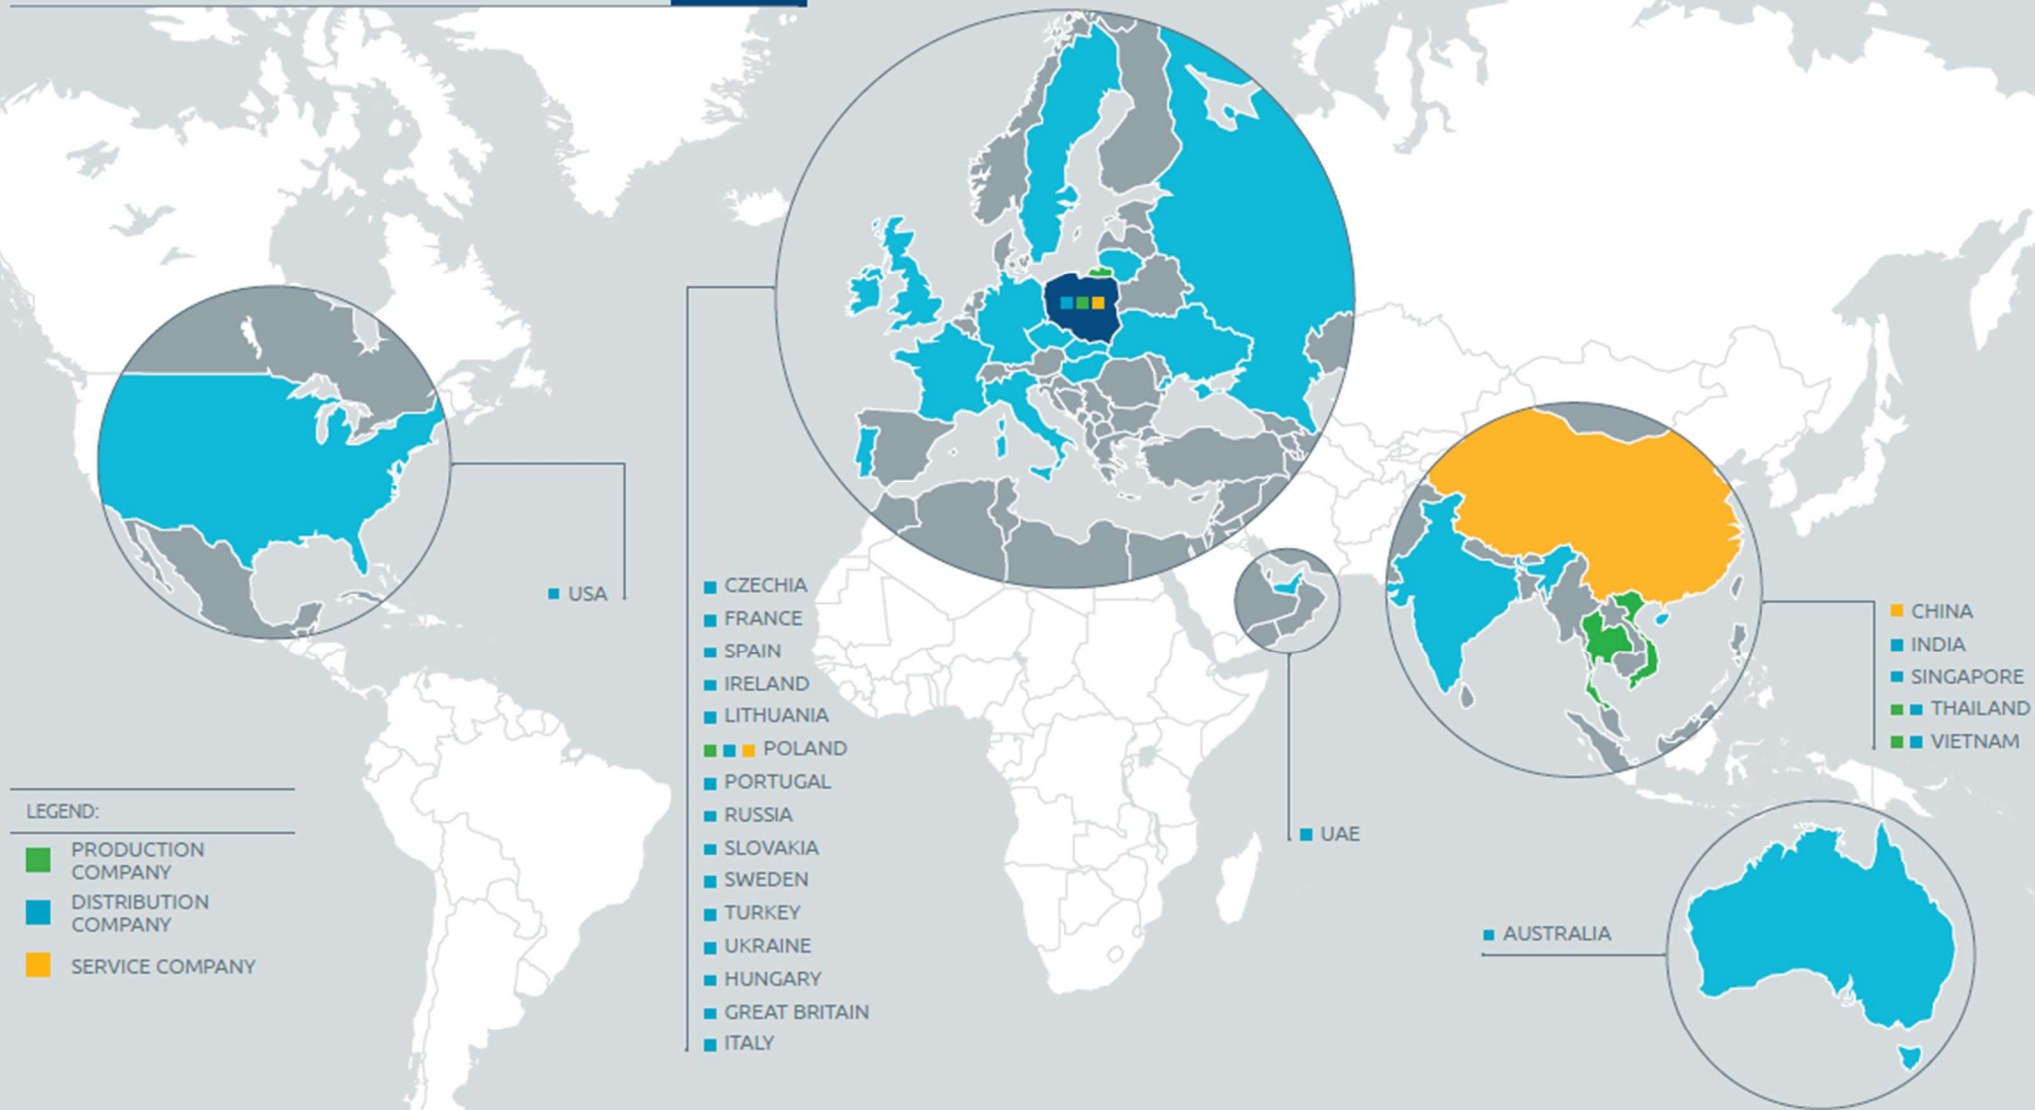 USA
CZECHIA
FRANCE
SPAIN
IRELAND
LITHUANIA
POLAND
PORTUGAL
RUSSIA
SLOVAKIA
SWEDEN
TURKEY
UKRAINE
HUNGARY
GREAT BRITAIN
ITALY
UAE
CHINA
INDIA
SINGAPORE
THAILAND
VIETNAM
AUSTRALIA
LEGEND:
PRODUCTION
COMPANY
DISTRIBUTION
COMPANY
SERVICE COMPANY